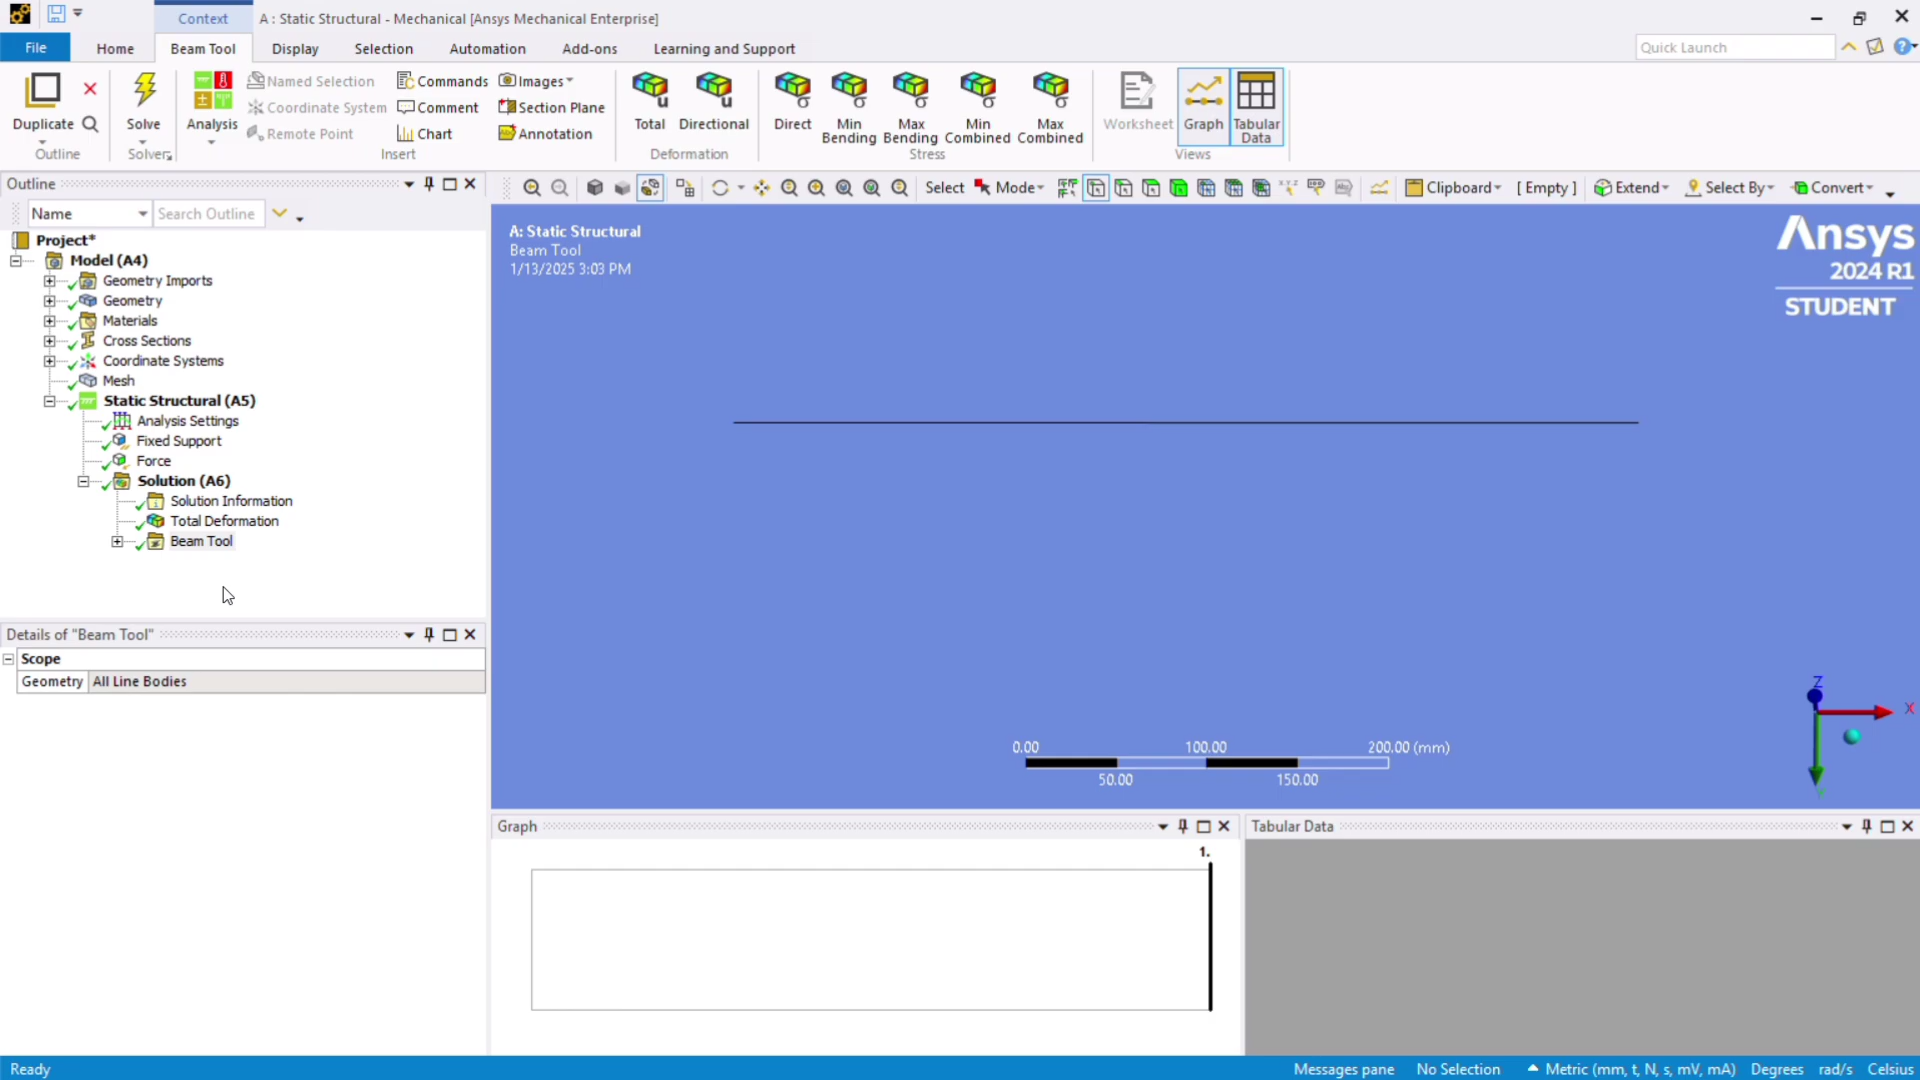 Context
A : Static Structural - Mechanical [Ansys Mechanical Enterprise]
File
Home
Beam Tool
Display
Selection
Automation
Add-ons
Learning and Support
Quick Launch
Duplicate
Outline
Solve
Solvers
Analysis
Named Selection
Coordinate System
Remote Point
Commands
Comment
Chart
Images
Section Plane
Annotation
Insert
Total
Directional
Deformation
Direct
Min Bending
Max Bending
Min Combined
Max Combined
Stress
Worksheet
Graph
Tabular Data
Views
Outline
Select
Mode
Clipboard
[ Empty ]
Extend
Select By
Convert
Name
Search Outline
Project*
Model (A4)
Geometry Imports
Geometry
Materials
Cross Sections
Coordinate Systems
Mesh
Static Structural (A5)
Analysis Settings
Fixed Support
Force
Solution (A6)
Solution Information
Total Deformation
Beam Tool
Details of "Beam Tool"
Scope
Geometry All Line Bodies
A: Static Structural
Beam Tool
1/13/2025 3:03 PM
Ansys
2024 R1
STUDENT
Z
X
Y
0.00 100.00 200.00 (mm)
50.00 150.00
Graph
1.
Tabular Data
Ready
Messages pane
No Selection
Metric (mm, t, N, s, mV, mA)
Degrees
rad/s
Celsius